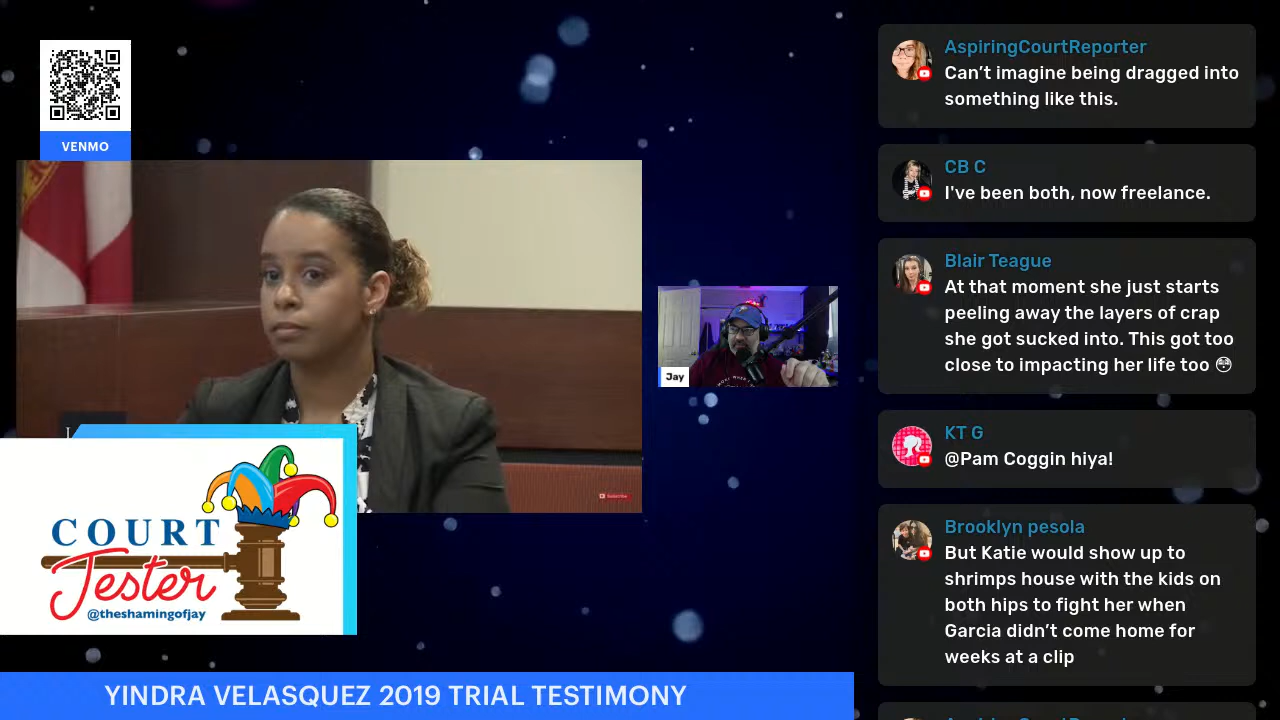 VENMO
Subscribe
Jay
COURT
Jester
@theshamingofjay
YINDRA VELASQUEZ 2019 TRIAL TESTIMONY
AspiringCourtReporter
Can’t imagine being dragged into
something like this.
CB C
I've been both, now freelance.
Blair Teague
At that moment she just starts
peeling away the layers of crap
she got sucked into. This got too
close to impacting her life too 😳
KT G
@Pam Coggin hiya!
Brooklyn pesola
But Katie would show up to
shrimps house with the kids on
both hips to fight her when
Garcia didn’t come home for
weeks at a clip